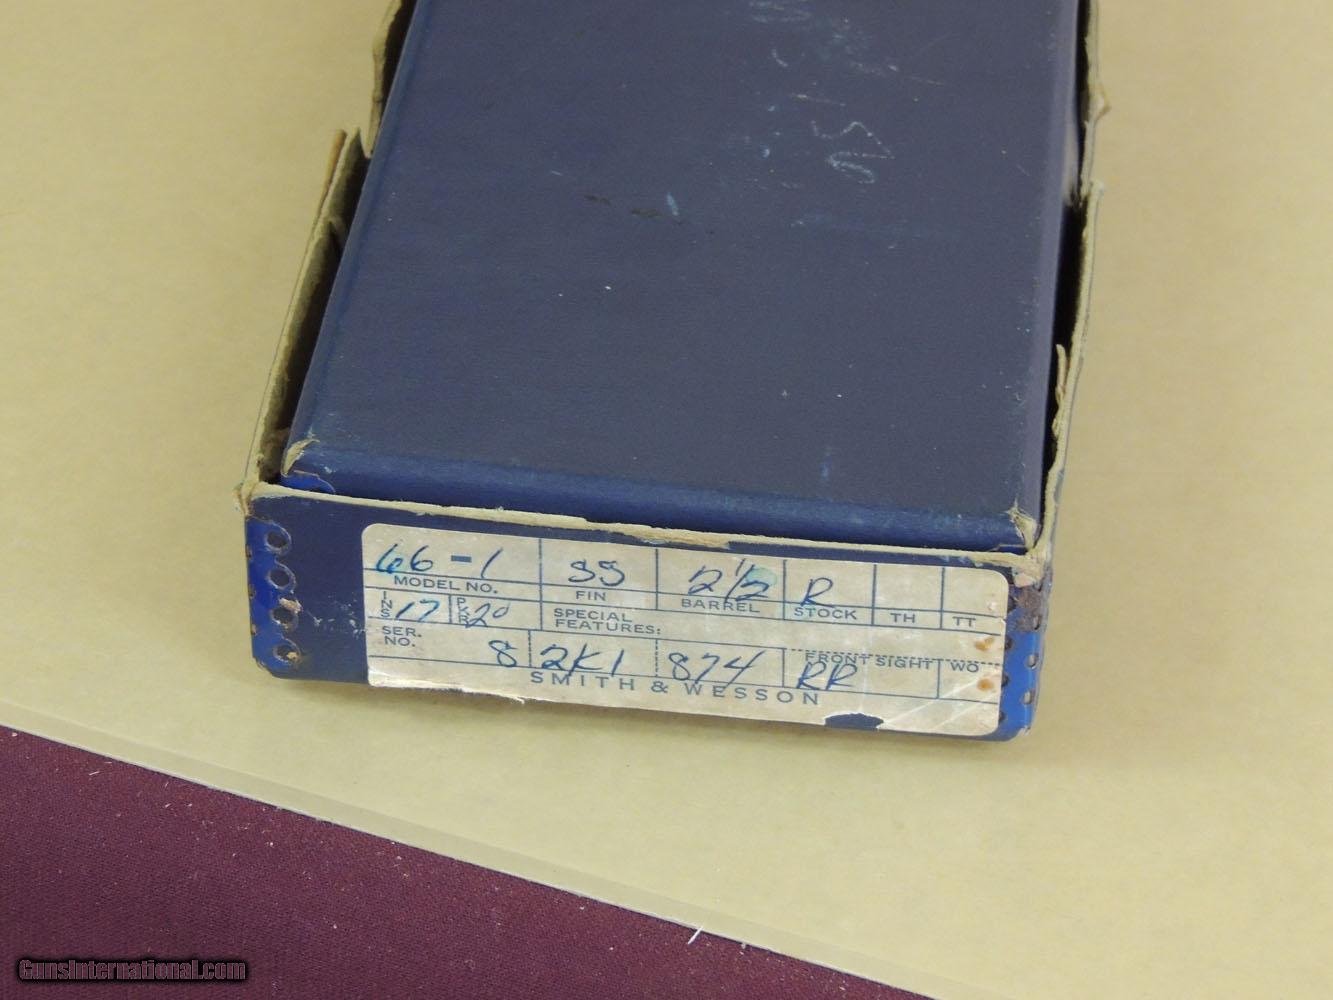 66-1 SS 2 1/2 R
MODEL NO. FIN BARREL STOCK TH TT
INS 17 PKR 20 SPECIAL FEATURES:
SER. NO. 8 82K1 874 FRONT SIGHT RR WO
SMITH & WESSON
GunsInternational.com